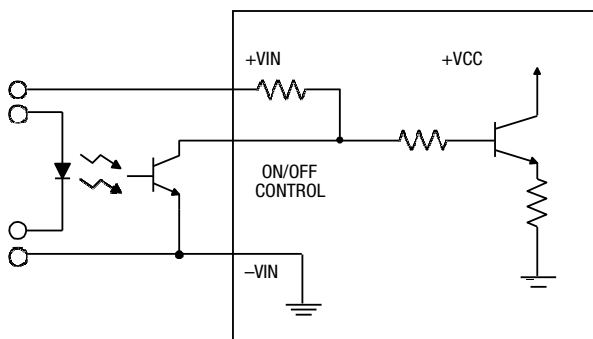 +VIN
+VCC
ON/OFF
CONTROL
–VIN